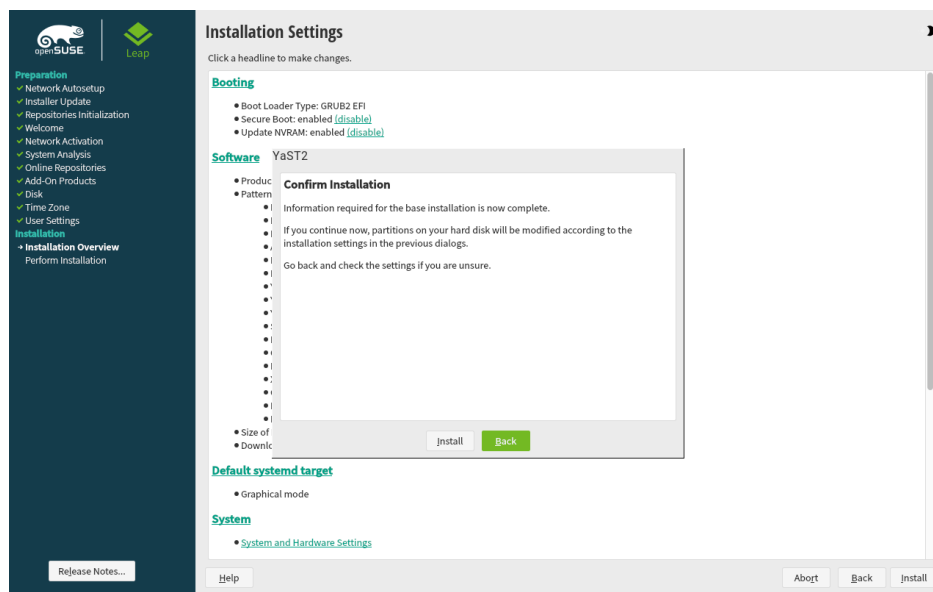 openSUSE.
Leap
Preparation
Network Autosetup
Installer Update
Repositories Initialization
Welcome
Network Activation
System Analysis
Online Repositories
Add-On Products
Disk
Time Zone
User Settings
Installation
Installation Overview
Perform Installation
Release Notes...
Installation Settings
Click a headline to make changes.
Booting
Boot Loader Type: GRUB2 EFI
Secure Boot: enabled (disable)
Update NVRAM: enabled (disable)
Software
YaST2
Confirm Installation
Information required for the base installation is now complete.
If you continue now, partitions on your hard disk will be modified according to the
installation settings in the previous dialogs.
Go back and check the settings if you are unsure.
Install Back
Size of
Default systemd target
Graphical mode
System
System and Hardware Settings
Help Abort Back Install